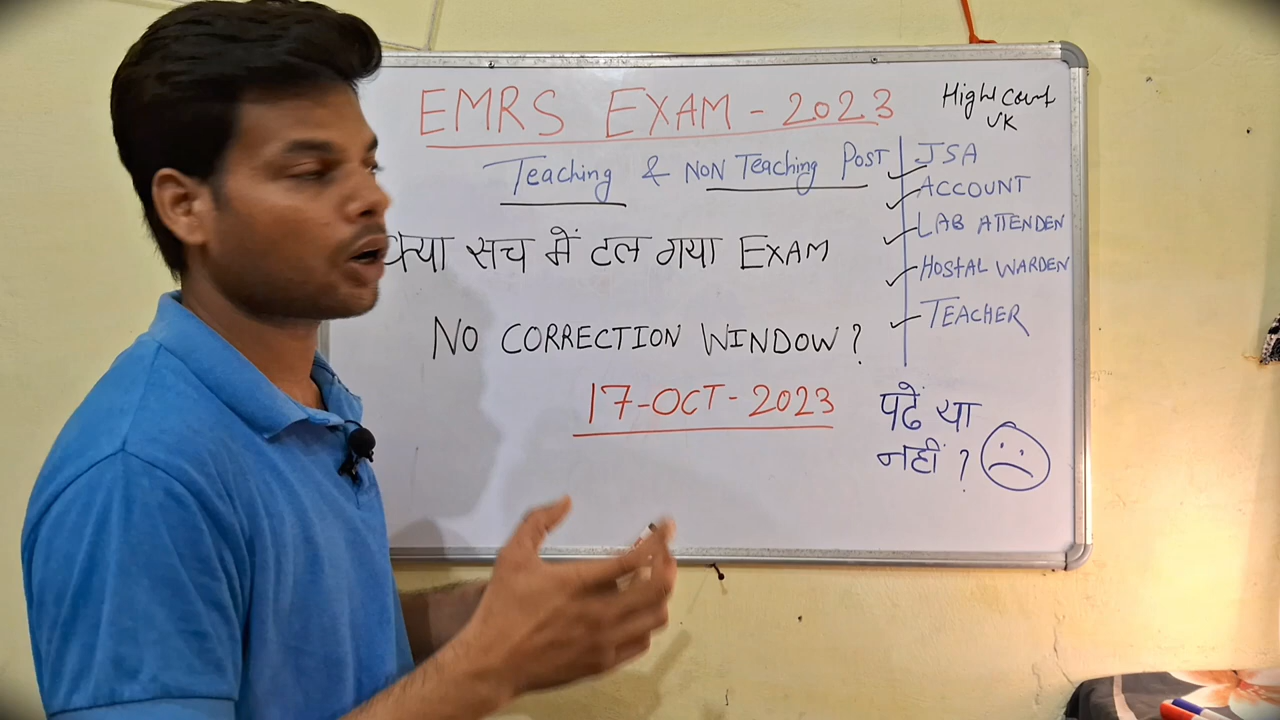 EMRS EXAM - 2023
High Court
UK
Teaching & NON Teaching POST
JSA
ACCOUNT
LAB ATTENDEN
HOSTAL WARDEN
TEACHER
क्या सच में टल गया EXAM
NO CORRECTION WINDOW?
17-OCT-2023
पढें या
नहीं ?